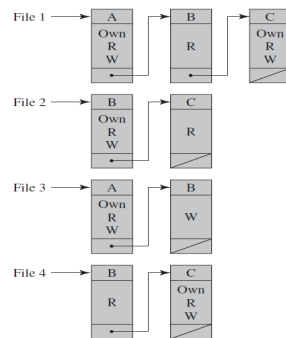 File 1 A B C
Own R Own
R R
W W
File 2 B C
Own R
R
W
File 3 A B
Own W
R
W
File 4 B C
R Own
R
W